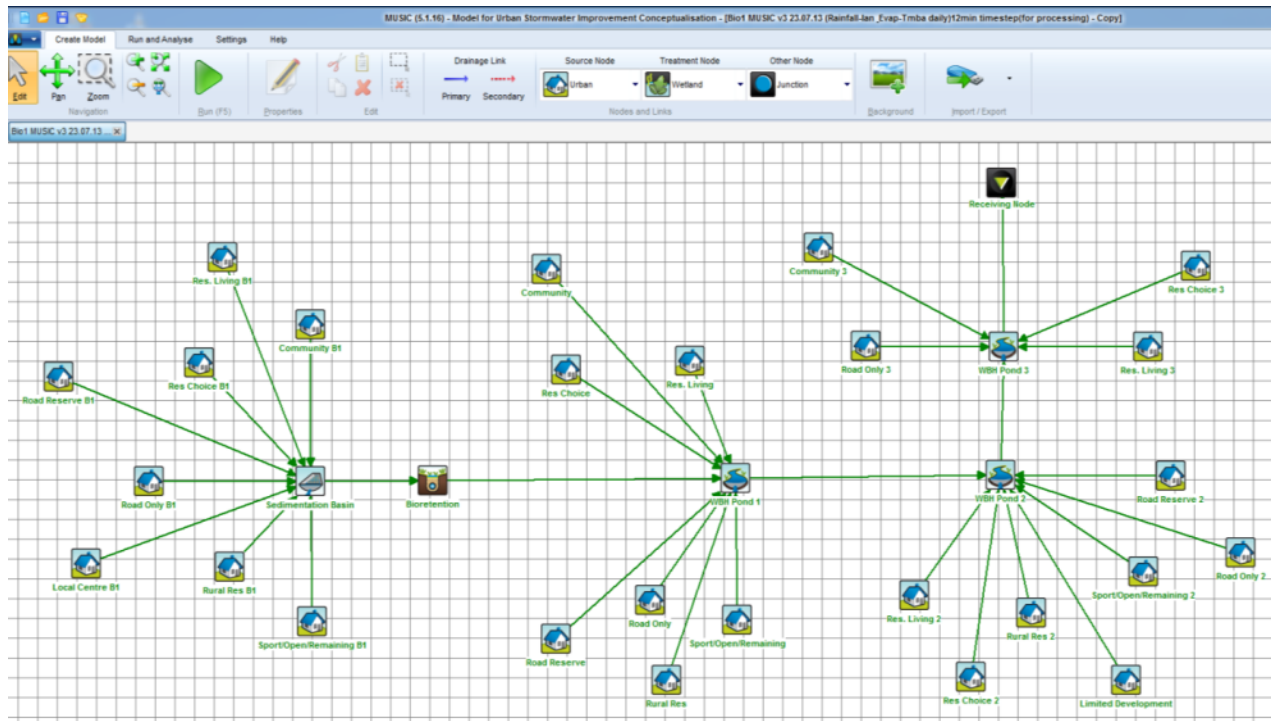 MUSIC (5.1.16) - Model for Urban Stormwater Improvement Conceptualisation - [Bio1 MUSIC v3 23.07.13 (Rainfall-Ian_Evap-Tmba daily)12min timestep(for processing) - Copy]
Create Model Run and Analyse Settings Help
Drainage Link Source Node Treatment Node Other Node
Urban Wetland Junction
Edit Pan Zoom Primary Secondary
Navigation Run (F5) Properties Edit Nodes and Links Background Import / Export
Bio1 MUSIC v3 23.07.13 ...
Receiving Node
Res. Living B1
Community 3
Community
Res Choice 3
Community B1
Road Only 3
WBH Pond 3
Res. Living 3
Res Choice B1
Res. Living
Road Reserve B1
Res Choice
WBH Pond 2
Road Reserve 2
Road Only B1
Sedimentation Basin
Bioretention
WBH Pond 1
Road Only 2...
Local Centre B1
Rural Res B1
Sport/Open/Remaining 2
Res. Living 2
Road Only
Rural Res 2
Sport/Open/Remaining B1
Sport/Open/Remaining
Road Reserve
Rural Res
Res Choice 2
Limited Development